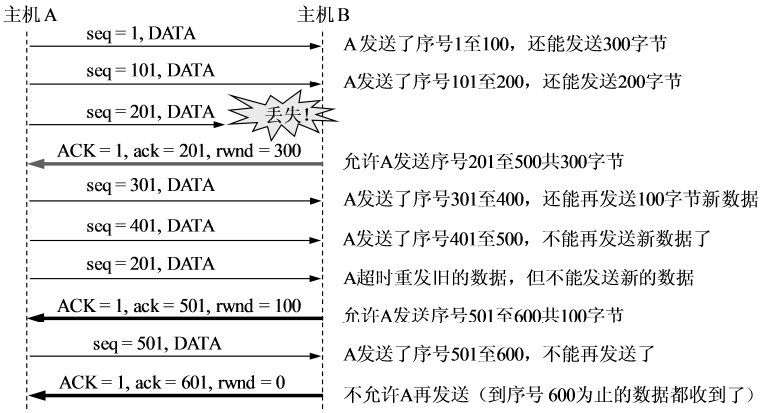 主机A 主机B
seq = 1, DATA A发送了序号1至100，还能发送300字节
seq = 101, DATA A发送了序号101至200，还能发送200字节
seq = 201, DATA 丢失！
ACK = 1, ack = 201, rwnd = 300 允许A发送序号201至500共300字节
seq = 301, DATA A发送了序号301至400，还能再发送100字节新数据
seq = 401, DATA A发送了序号401至500，不能再发送新数据了
seq = 201, DATA A超时重发旧的数据，但不能发送新的数据
ACK = 1, ack = 501, rwnd = 100 允许A发送序号501至600共100字节
seq = 501, DATA A发送了序号501至600，不能再发送了
ACK = 1, ack = 601, rwnd = 0 不允许A再发送（到序号 600为止的数据都收到了）